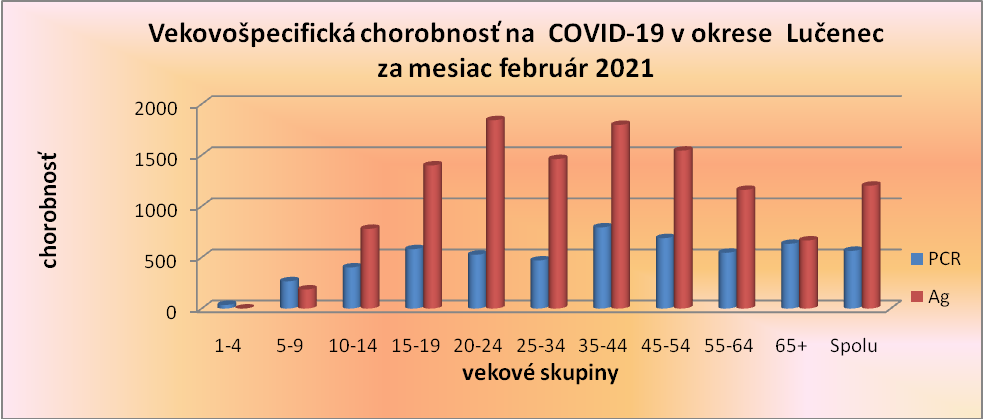 Vekovošpecifická chorobnosť na COVID-19 v okrese Lučenec
za mesiac február 2021
chorobnosť
2000
1500
1000
500
0
1-4 5-9 10-14 15-19 20-24 25-34 35-44 45-54 55-64 65+ Spolu
vekové skupiny
PCR
Ag